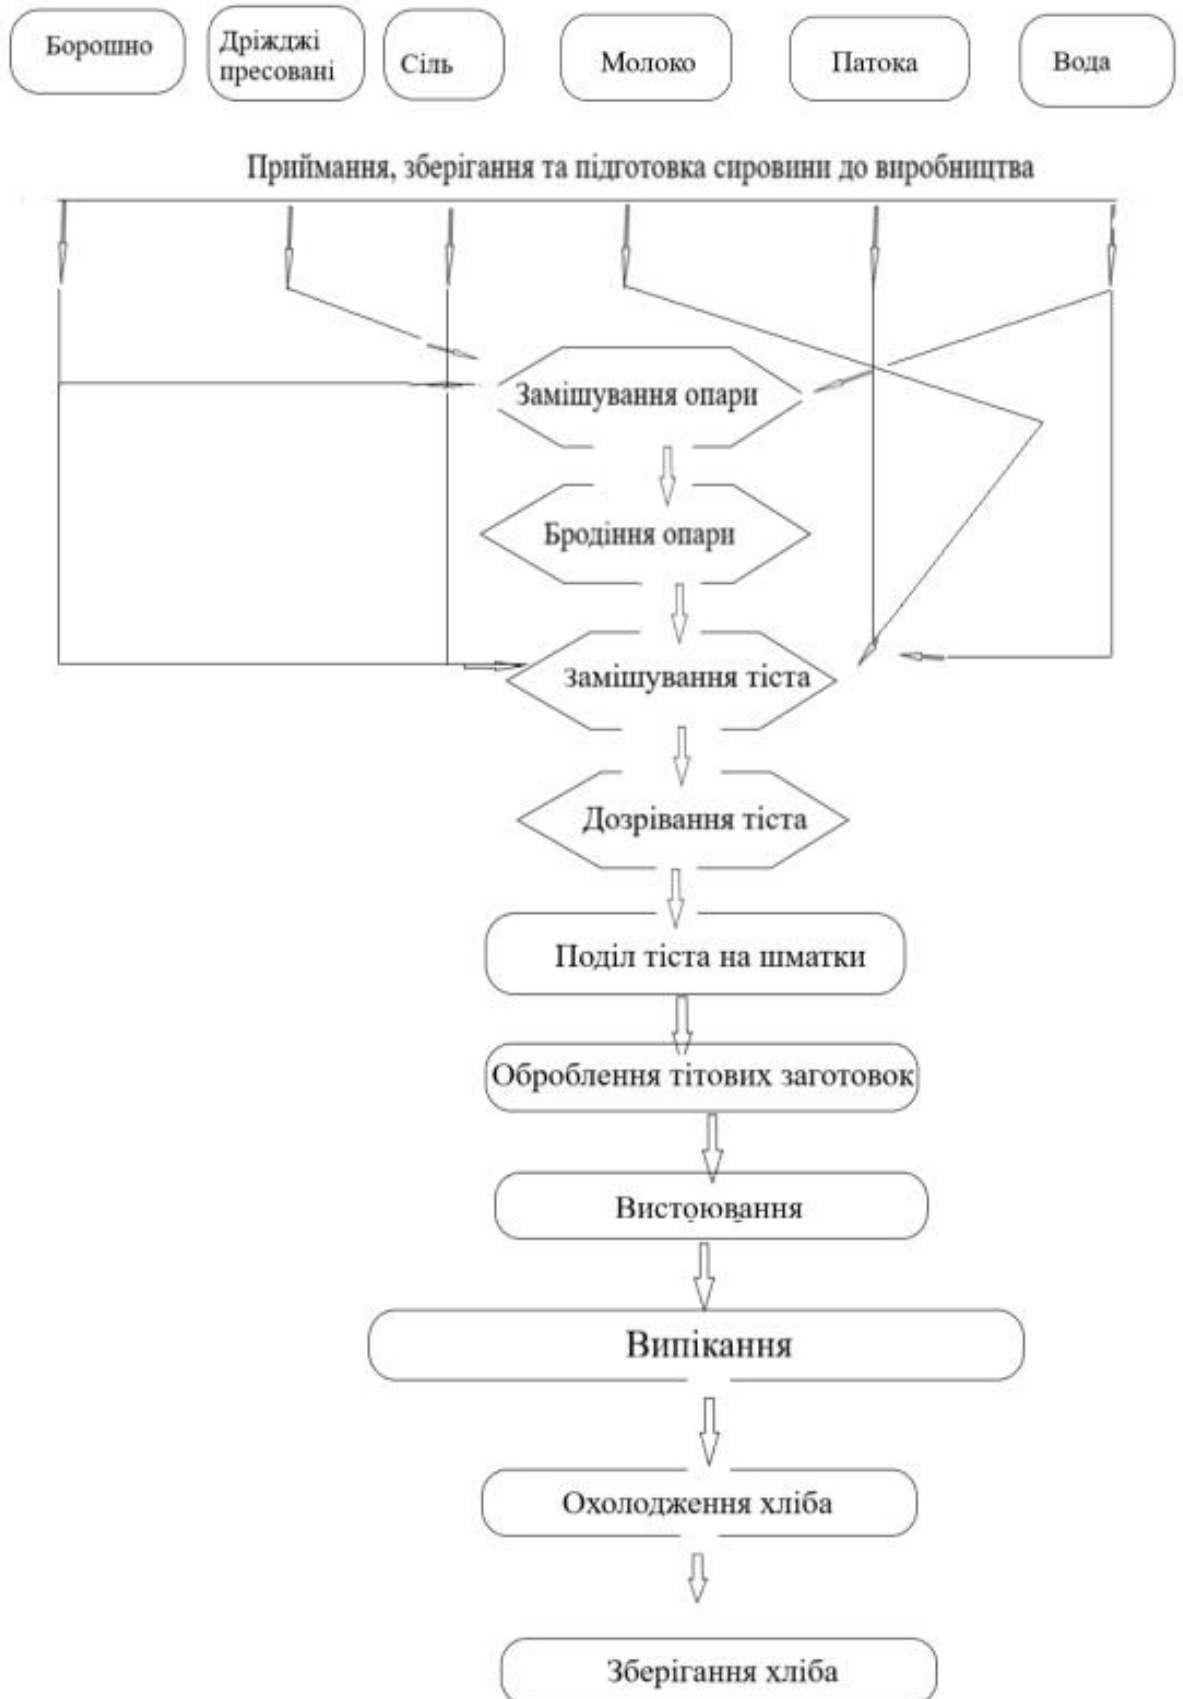 Борошно
Дріжджі
пресовані
Сіль
Молоко
Патока
Вода
Приймання, зберігання та підготовка сировини до виробництва
Замішування опари
Бродіння опари
Замішування тіста
Дозрівання тіста
Поділ тіста на шматки
Оброблення тітових заготовок
Вистоювання
Випікання
Охолодження хліба
Зберігання хліба